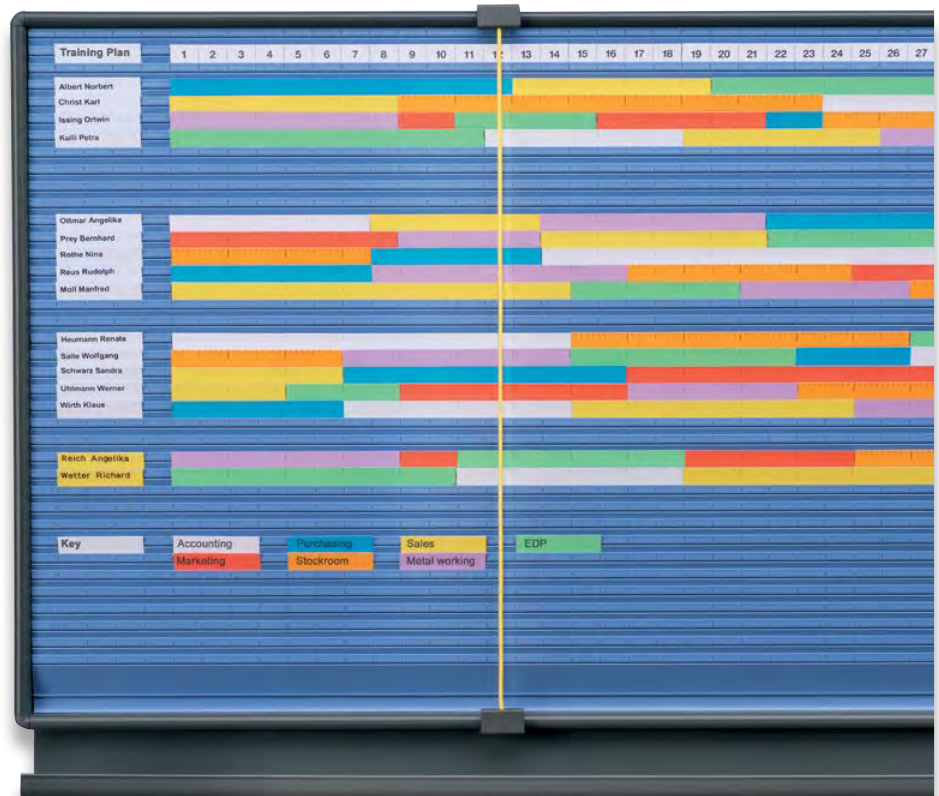 Training Plan 1 2 3 4 5 6 7 8 9 10 11 12 13 14 15 16 17 18 19 20 21 22 23 24 25 26 27
Albert Norbert
Christ Karl
Issing Ortwin
Kulli Petra
Ottmar Angelika
Prey Bernhard
Rothe Nina
Raus Rudolph
Moll Manfred
Heumann Renate
Salle Wolfgang
Schwarz Sandra
Uhlmann Werner
Wirth Klaus
Reich Angelika
Wetter Richard
Key Accounting Purchasing Sales EDP
Marketing Stockroom Metal working